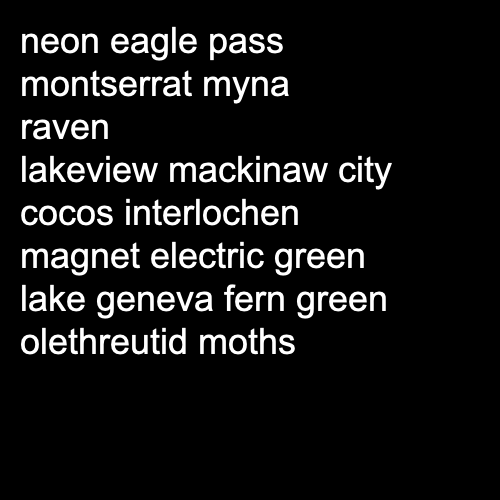 neon eagle pass
montserrat myna
raven
lakeview mackinaw city
cocos interlochen
magnet electric green
lake geneva fern green
olethreutid moths